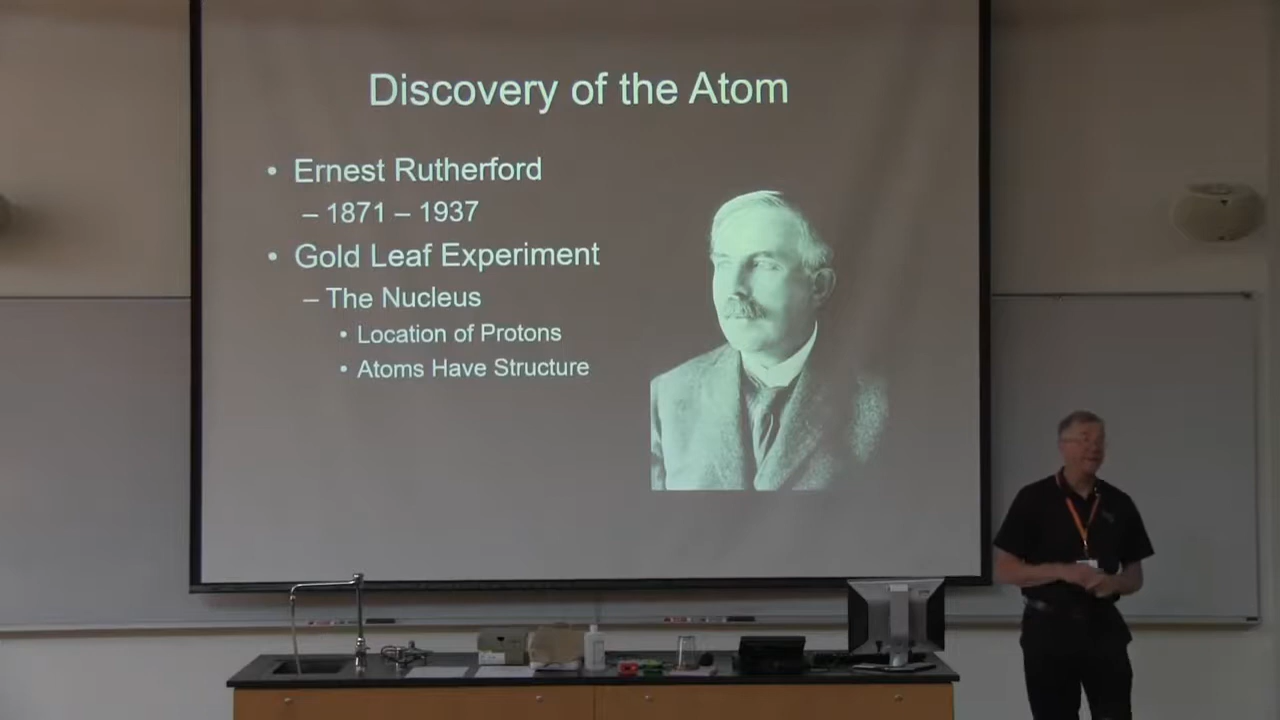 Discovery of the Atom
• Ernest Rutherford
– 1871 – 1937
• Gold Leaf Experiment
– The Nucleus
• Location of Protons
• Atoms Have Structure